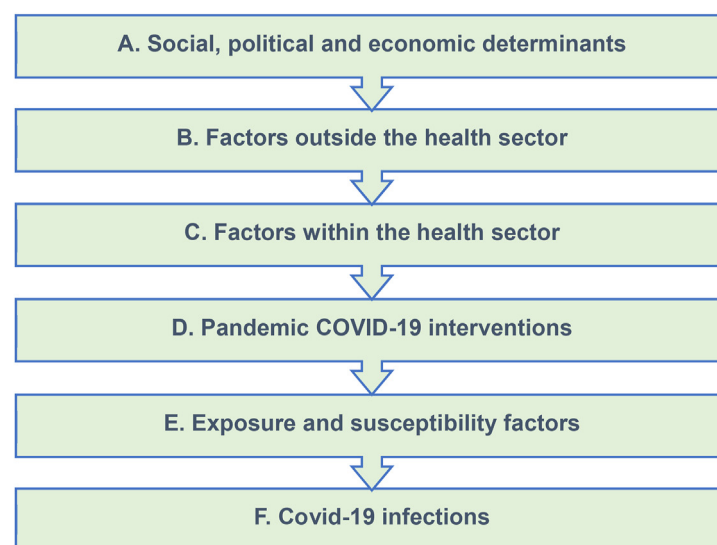 A. Social, political and economic determinants
B. Factors outside the health sector
C. Factors within the health sector
D. Pandemic COVID-19 interventions
E. Exposure and susceptibility factors
F. Covid-19 infections